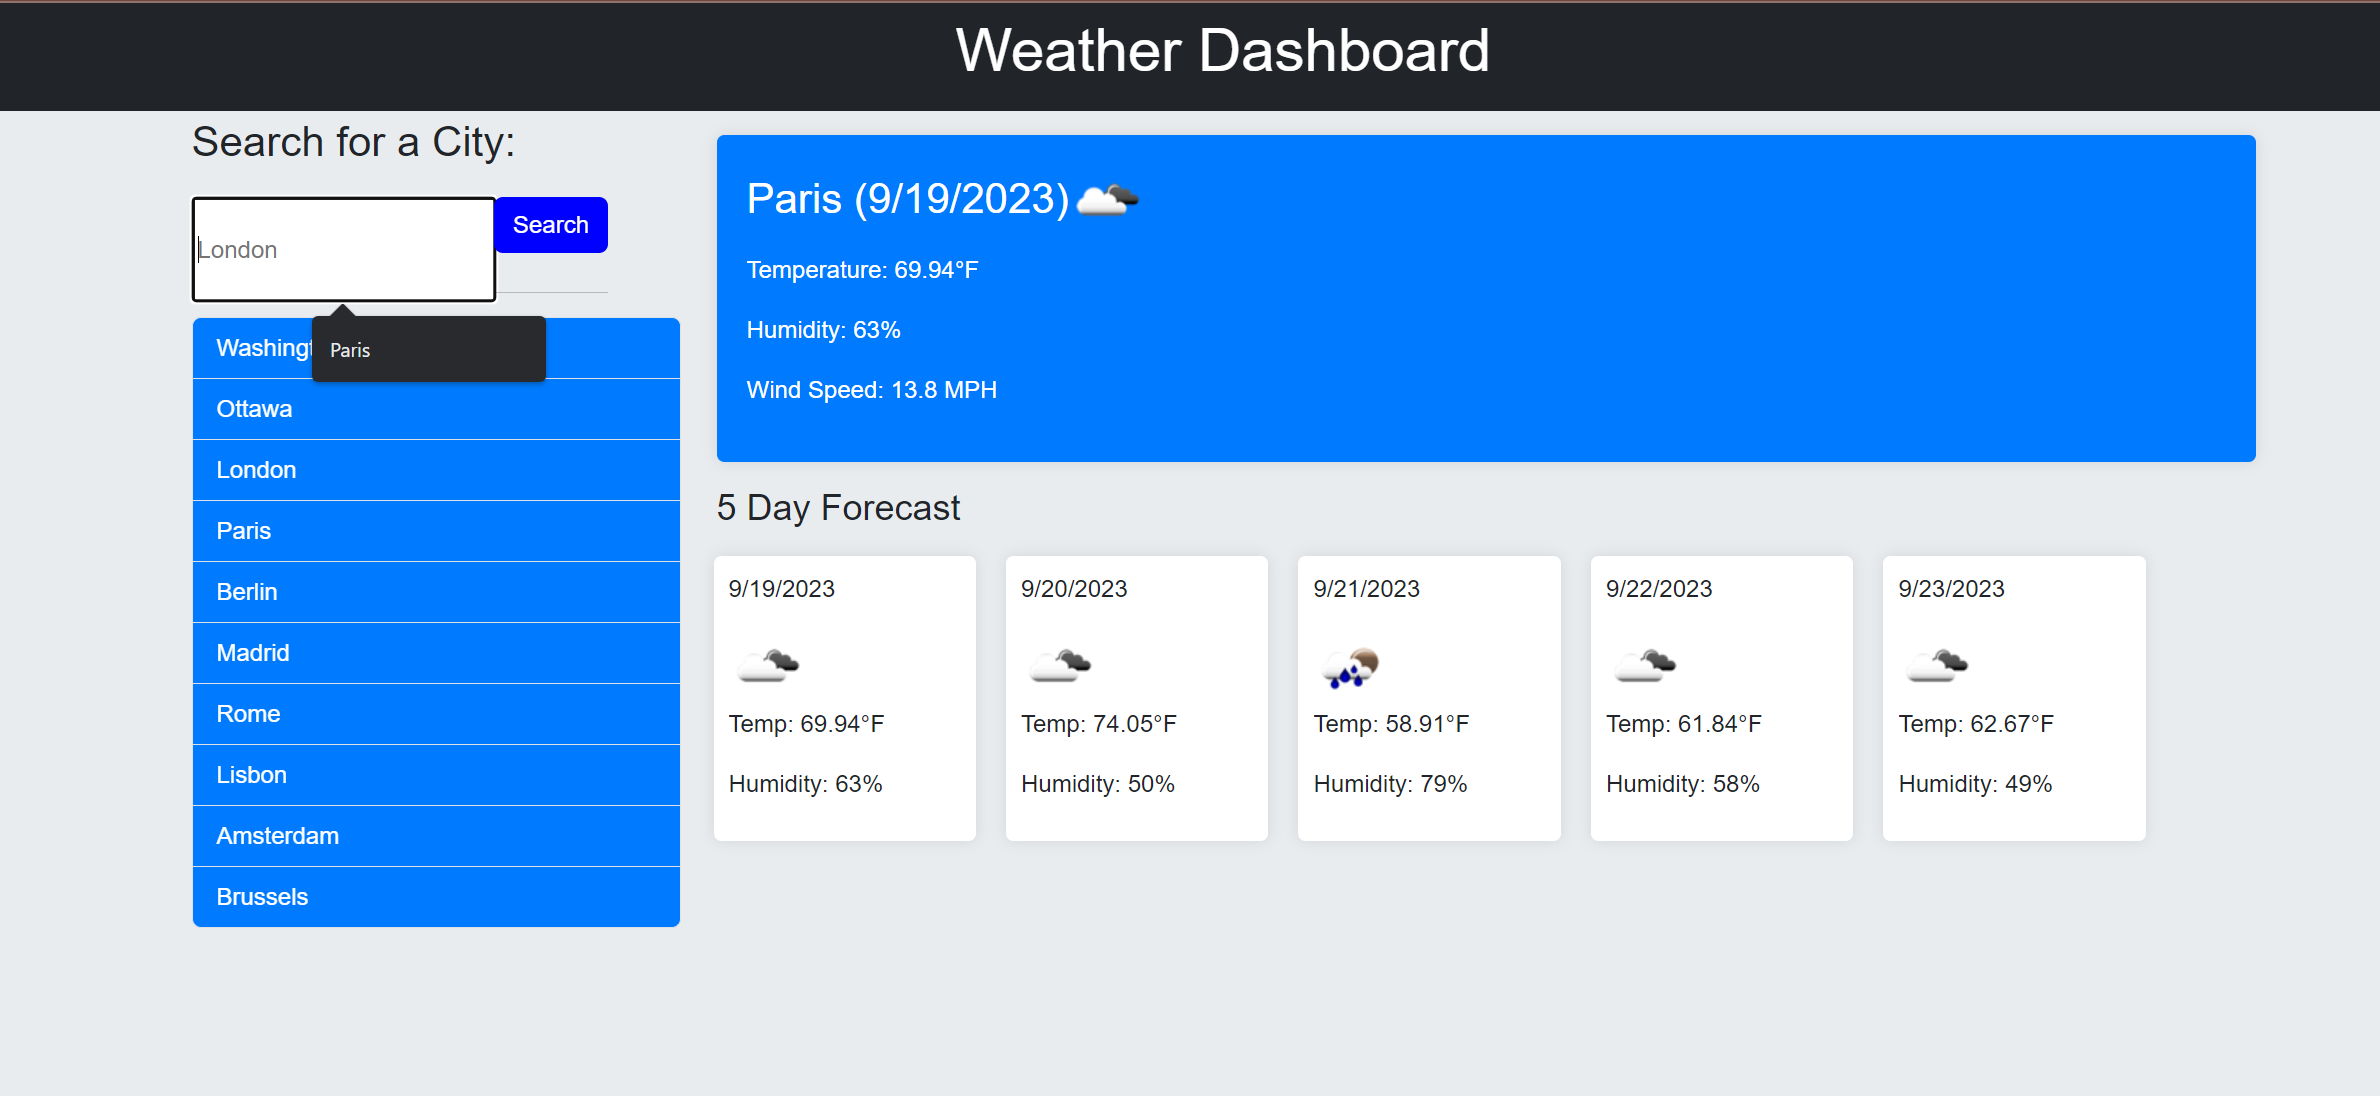 Weather Dashboard
Search for a City:
London
Search
Paris
Ottawa
London
Paris
Berlin
Madrid
Rome
Lisbon
Amsterdam
Brussels
Paris (9/19/2023)
Temperature: 69.94°F
Humidity: 63%
Wind Speed: 13.8 MPH
5 Day Forecast
9/19/2023
Temp: 69.94°F
Humidity: 63%
9/20/2023
Temp: 74.05°F
Humidity: 50%
9/21/2023
Temp: 58.91°F
Humidity: 79%
9/22/2023
Temp: 61.84°F
Humidity: 58%
9/23/2023
Temp: 62.67°F
Humidity: 49%